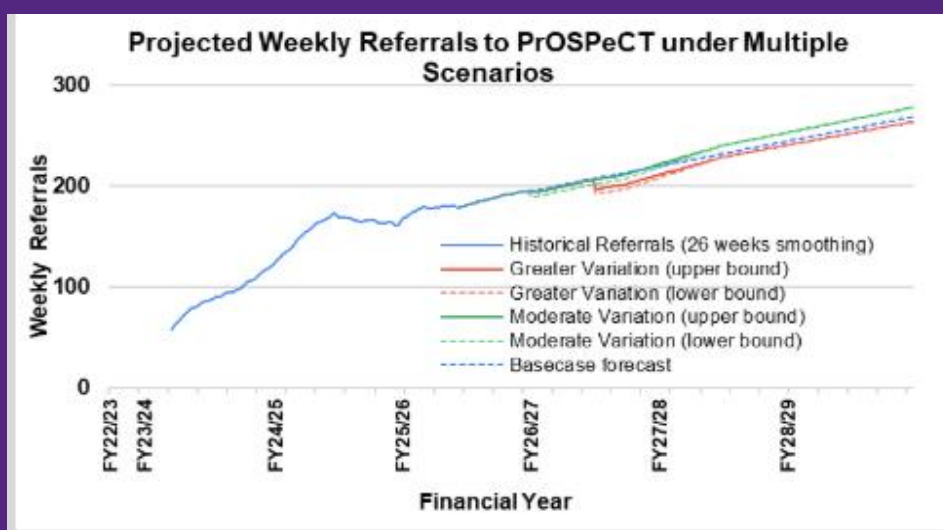 Projected Weekly Referrals to PrOSPeCT under Multiple
Scenarios
300
200
100
0
Weekly Referrals
Historical Referrals (26 weeks smoothing)
Greater Variation (upper bound)
Greater Variation (lower bound)
Moderate Variation (upper bound)
Moderate Variation (lower bound)
Basecase forecast
FY22/23
FY23/24
FY24/25
FY25/26
FY26/27
FY27/28
FY28/29
Financial Year